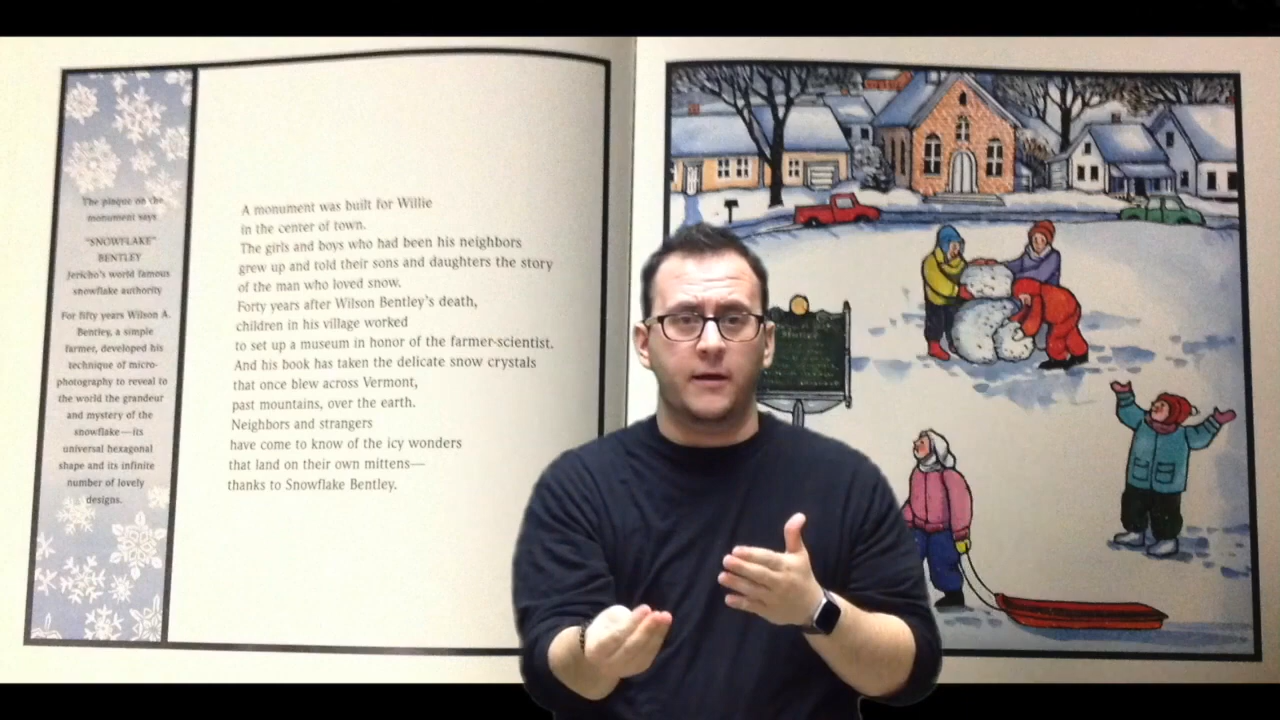 The plaque on the
monument says
"SNOWFLAKE"
BENTLEY
Jericho's world famous
snowflake authority
For fifty years Wilson A.
Bentley, a simple
farmer, developed his
technique of micro-
photography to reveal to
the world the grandeur
and mystery of the
snowflake—its
universal hexagonal
shape and its infinite
number of lovely
designs.
A monument was built for Willie
in the center of town.
The girls and boys who had been his neighbors
grew up and told their sons and daughters the story
of the man who loved snow.
Forty years after Wilson Bentley's death,
children in his village worked
to set up a museum in honor of the farmer-scientist.
And his book has taken the delicate snow crystals
that once blew across Vermont,
past mountains, over the earth.
Neighbors and strangers
have come to know of the icy wonders
that land on their own mittens—
thanks to Snowflake Bentley.